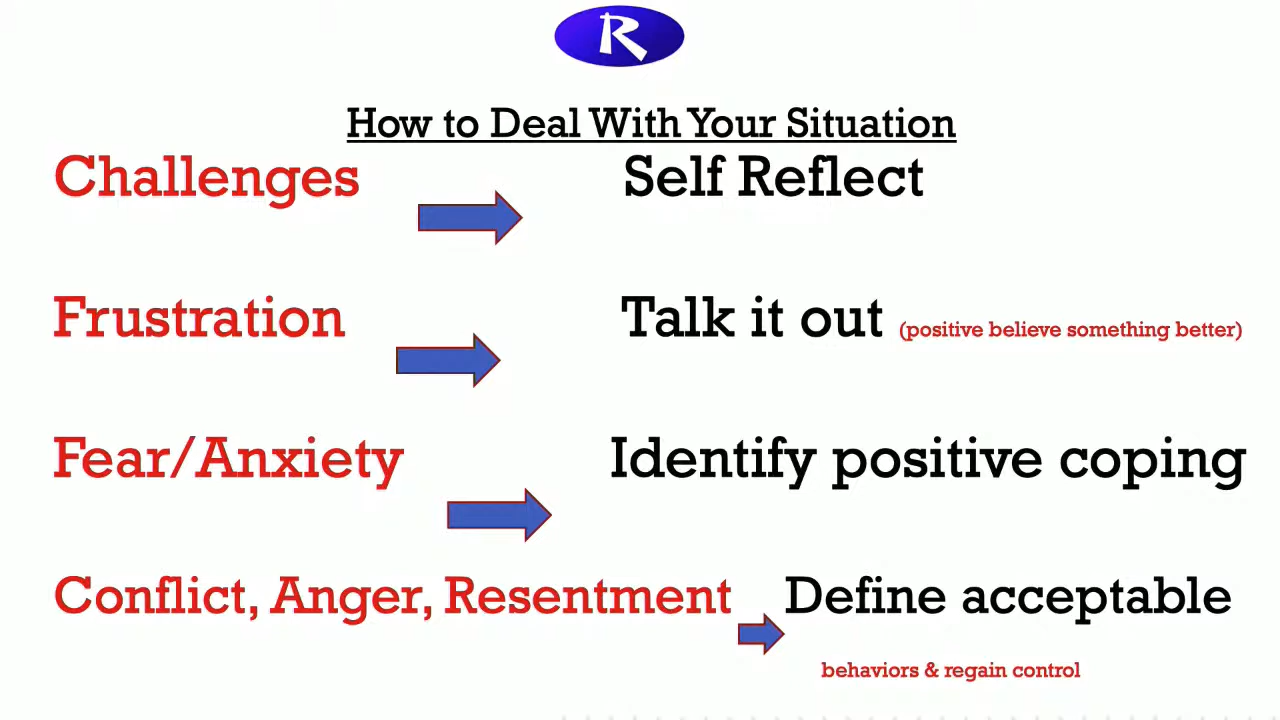 R
How to Deal With Your Situation
Challenges Self Reflect
Frustration Talk it out (positive believe something better)
Fear/Anxiety Identify positive coping
Conflict, Anger, Resentment Define acceptable
behaviors & regain control